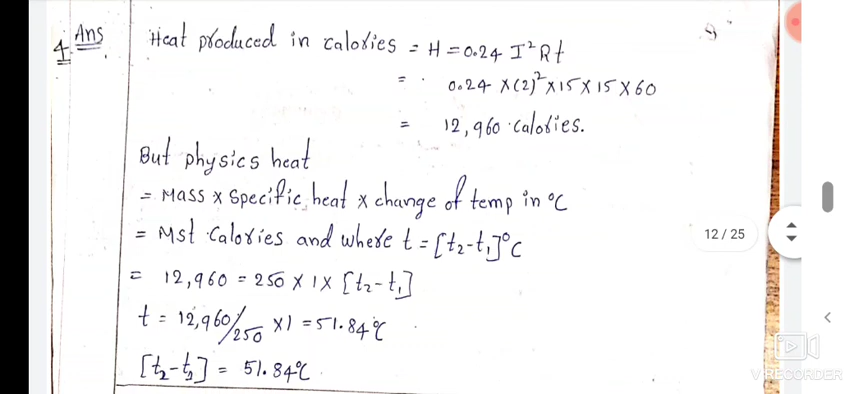 4. Ans Heat produced in calories = H = 0.24 I²Rt
= 0.24 × (2)² × 15 × 15 × 60
= 12,960 calories.
But physics heat
= Mass × Specific heat × change of temp in °C
= Mst Calories and where t = [t₂-t₁]°C
12 / 25
= 12,960 = 250 × 1 × [t₂-t₁]
t = 12,960/250 × 1 = 51.84°C
V RECORDER
[t₂-t₁] = 51.84°C